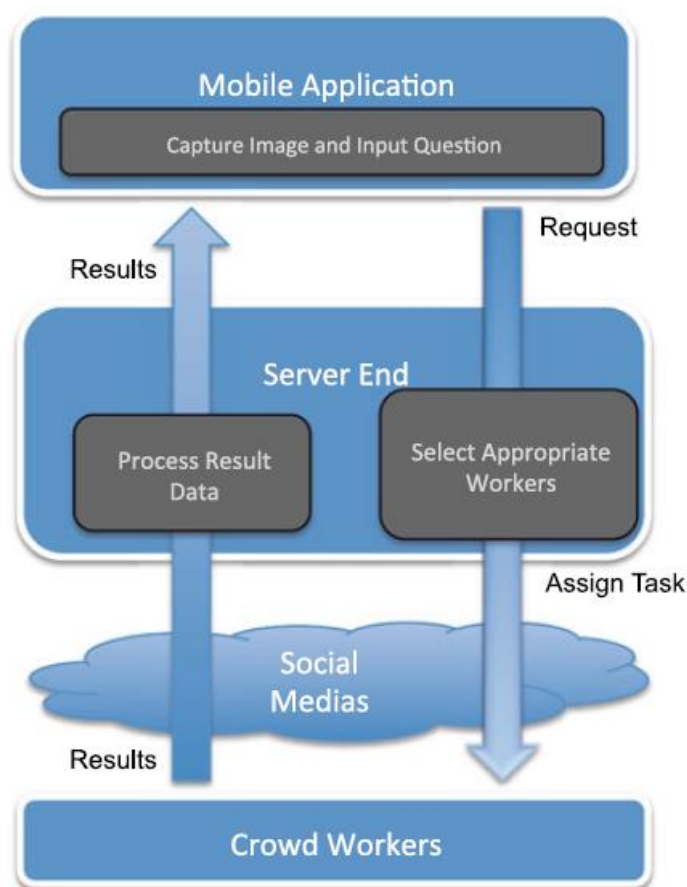 Mobile Application
Capture Image and Input Question
Request
Results
Server End
Process Result
Data
Select Appropriate
Workers
Assign Task
Social
Medias
Results
Crowd Workers